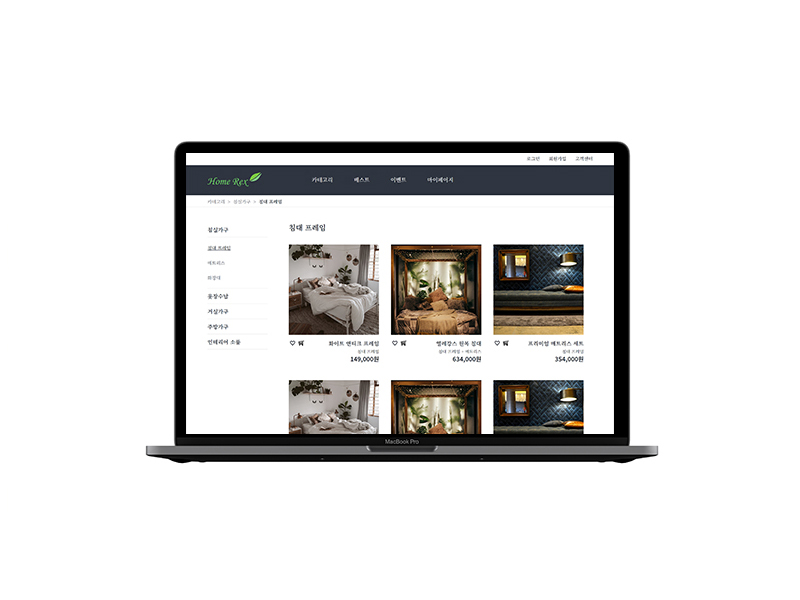 로그인 회원가입 고객센터
Home Rex 카테고리 베스트 이벤트 마이페이지
카테고리 > 침실가구 > 침대 프레임
침실가구
침대 프레임
매트리스
화장대
옷장수납
거실가구
주방가구
인테리어 소품
침대 프레임
화이트 앤티크 프레임
침대 프레임
149,000원
엘레강스 원목 침대
침대 프레임 + 매트리스
634,000원
프리미엄 매트리스 세트
침대 프레임
354,000원
MacBook Pro